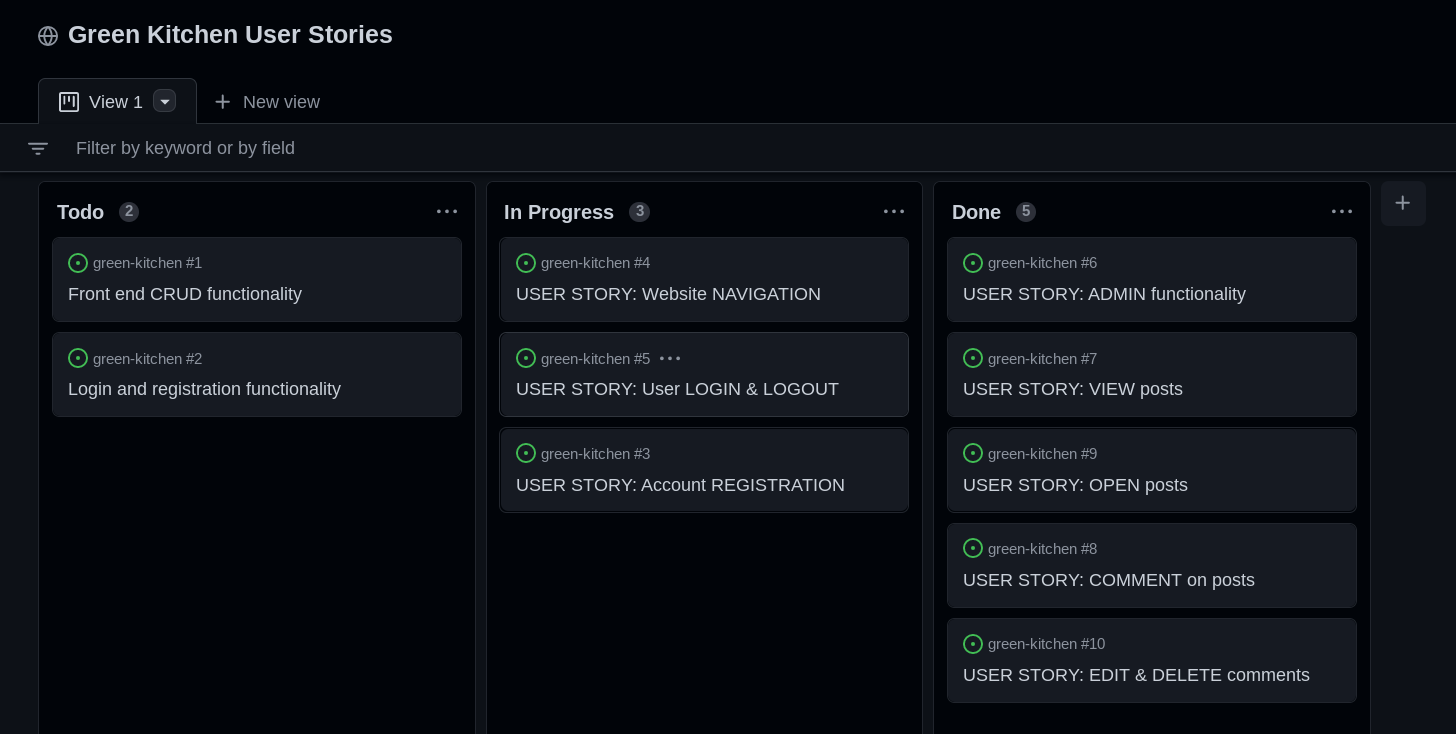 Green Kitchen User Stories
View 1
New view
Filter by keyword or by field
Todo 2
green-kitchen #1
Front end CRUD functionality
green-kitchen #2
Login and registration functionality
In Progress 3
green-kitchen #4
USER STORY: Website NAVIGATION
green-kitchen #5
USER STORY: User LOGIN & LOGOUT
green-kitchen #3
USER STORY: Account REGISTRATION
Done 5
green-kitchen #6
USER STORY: ADMIN functionality
green-kitchen #7
USER STORY: VIEW posts
green-kitchen #9
USER STORY: OPEN posts
green-kitchen #8
USER STORY: COMMENT on posts
green-kitchen #10
USER STORY: EDIT & DELETE comments